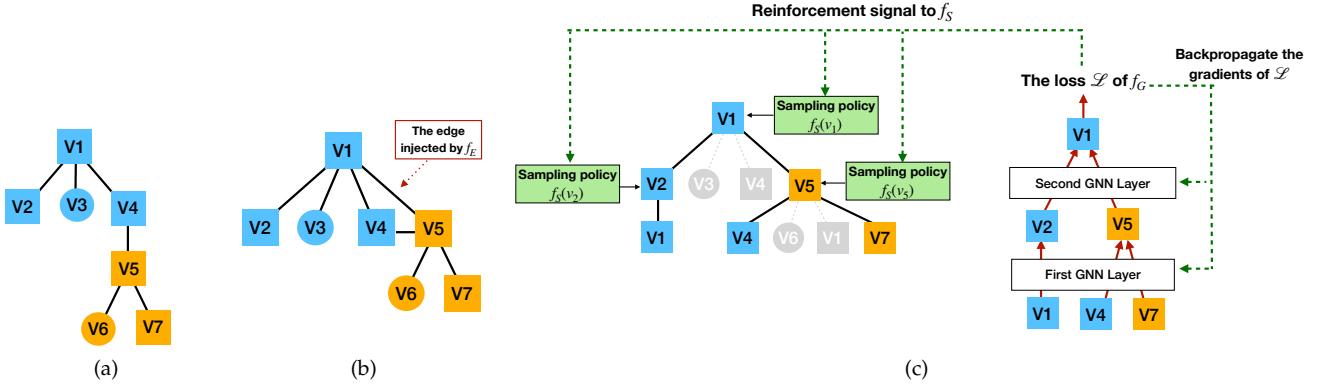 V1
V2
V3
V4
V5
V6
V7
(a)
V1
The edge
injected by f_E
V2
V3
V4
V5
V6
V7
(b)
Reinforcement signal to f_S
Sampling policy
f_S(v_1)
V1
Sampling policy
f_S(v_2)
V2
V3
V4
V5
Sampling policy
f_S(v_5)
V1
V4
V6
V1
V7
Backpropagate the
gradients of ℒ
The loss ℒ of f_G
V1
Second GNN Layer
V2
V5
First GNN Layer
V1
V4
V7
(c)